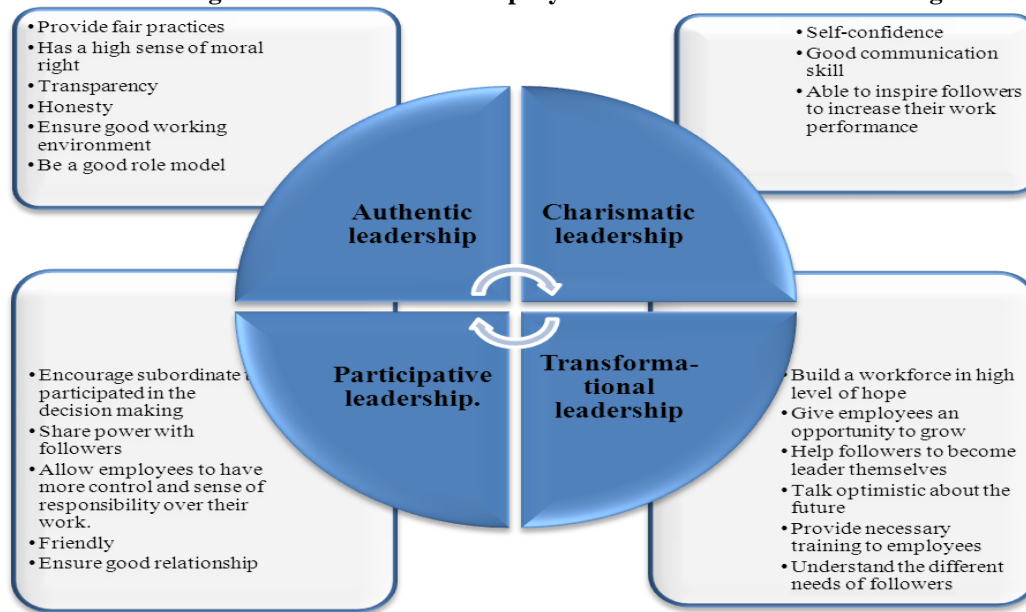 • Provide fair practices
• Has a high sense of moral
right
• Transparency
• Honesty
• Ensure good working
environment
• Be a good role model
• Self-confidence
• Good communication
skill
• Able to inspire followers
to increase their work
performance
Authentic
leadership
Charismatic
leadership
Participative
leadership.
Transforma-
tional
leadership
• Encourage subordinate
participated in the
decision making
• Share power with
followers
• Allow employees to have
more control and sense of
responsibility over their
work.
• Friendly
• Ensure good relationship
• Build a workforce in high
level of hope
• Give employees an
opportunity to grow
• Help followers to become
leader themselves
• Talk optimistic about the
future
• Provide necessary
training to employees
• Understand the different
needs of followers